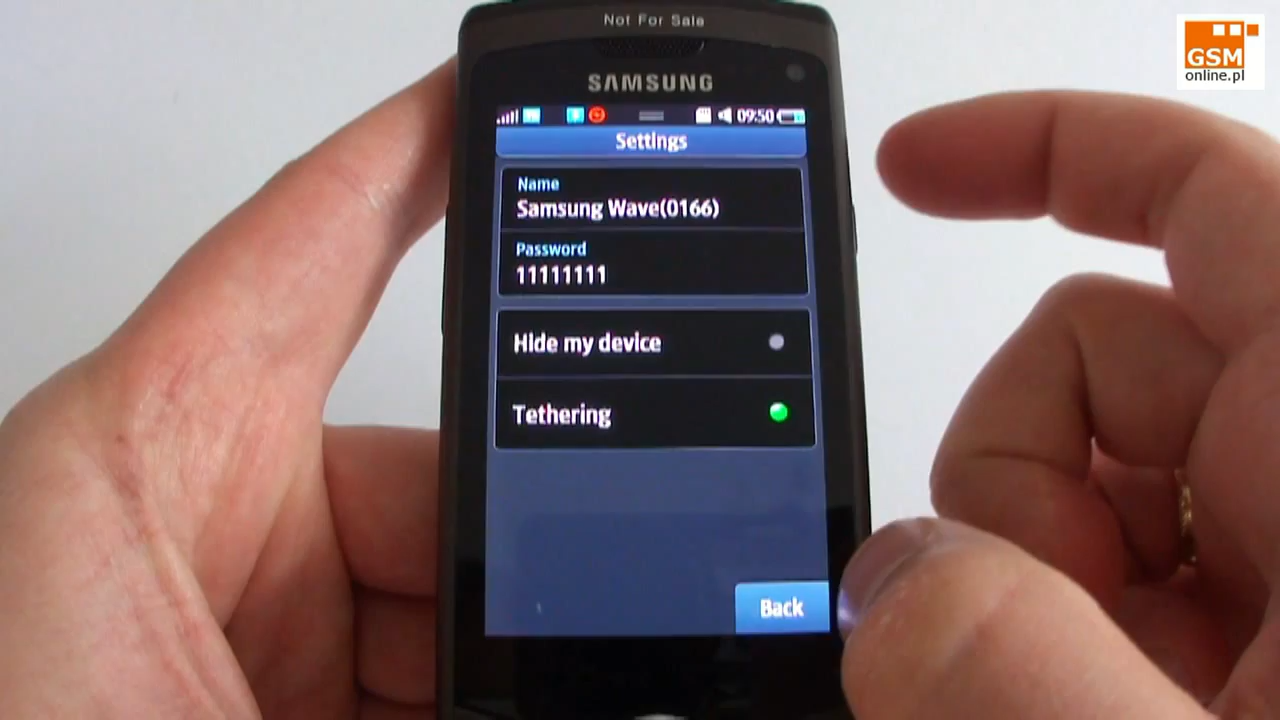 Not For Sale
GSM
online.pl
SAMSUNG
09:50
Settings
Name
Samsung Wave(0166)
Password
11111111
Hide my device
Tethering
Back